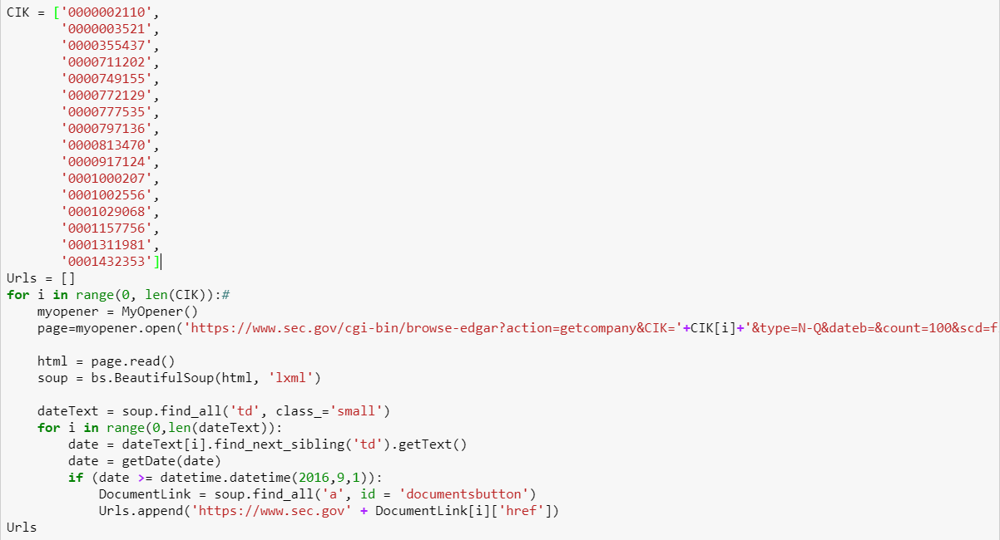 CIK = ['0000002110',
'0000003521',
'0000355437',
'0000711202',
'0000749155',
'0000772129',
'0000777535',
'0000797136',
'0000813470',
'0000917124',
'0001000207',
'0001002556',
'0001029068',
'0001157756',
'0001311981',
'0001432353']
Urls = []
for i in range(0, len(CIK)):#
myopener = MyOpener()
page=myopener.open('https://www.sec.gov/cgi-bin/browse-edgar?action=getcompany&CIK='+CIK[i]+'&type=N-Q&dateb=&count=100&scd=f
html = page.read()
soup = bs.BeautifulSoup(html, 'lxml')
dateText = soup.find_all('td', class_='small')
for i in range(0,len(dateText)):
date = dateText[i].find_next_sibling('td').getText()
date = getDate(date)
if (date >= datetime.datetime(2016,9,1)):
DocumentLink = soup.find_all('a', id = 'documentsbutton')
Urls.append('https://www.sec.gov' + DocumentLink[i]['href'])
Urls